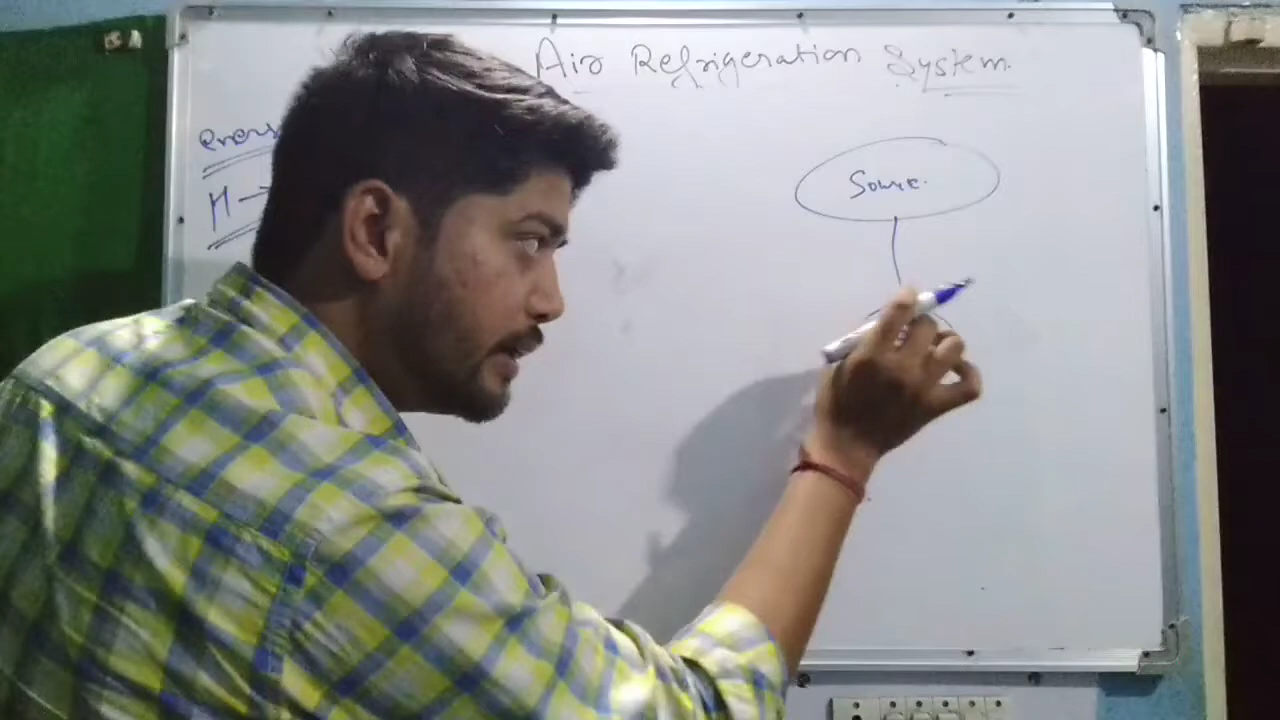 Air Refrigeration System.
Source.
H →